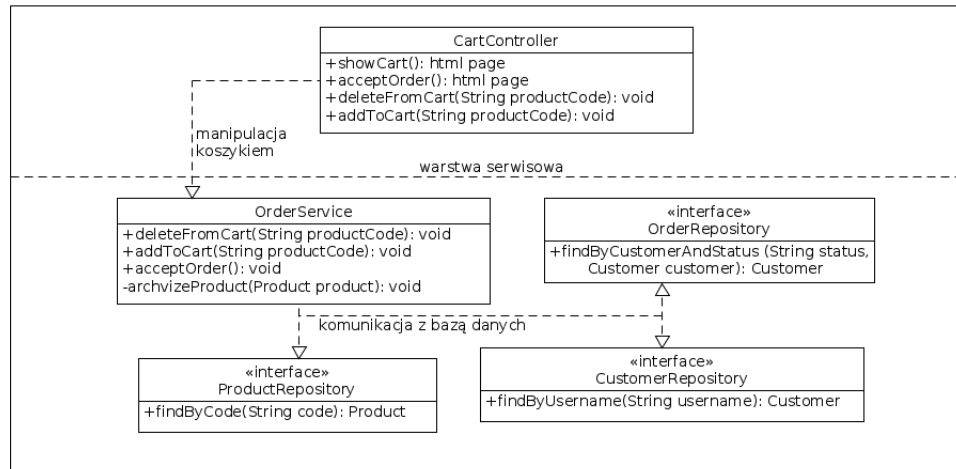 CartController
+showCart(): html page
+acceptOrder(): html page
+deleteFromCart(String productCode): void
+addToCart(String productCode): void
manipulacja
koszykiem
warstwa serwisowa
OrderService
+deleteFromCart(String productCode): void
+addToCart(String productCode): void
+acceptOrder(): void
-archvizeProduct(Product product): void
«interface»
OrderRepository
+findByCustomerAndStatus (String status,
Customer customer): Customer
komunikacja z bazą danych
«interface»
ProductRepository
+findByCode(String code): Product
«interface»
CustomerRepository
+findByUsername(String username): Customer